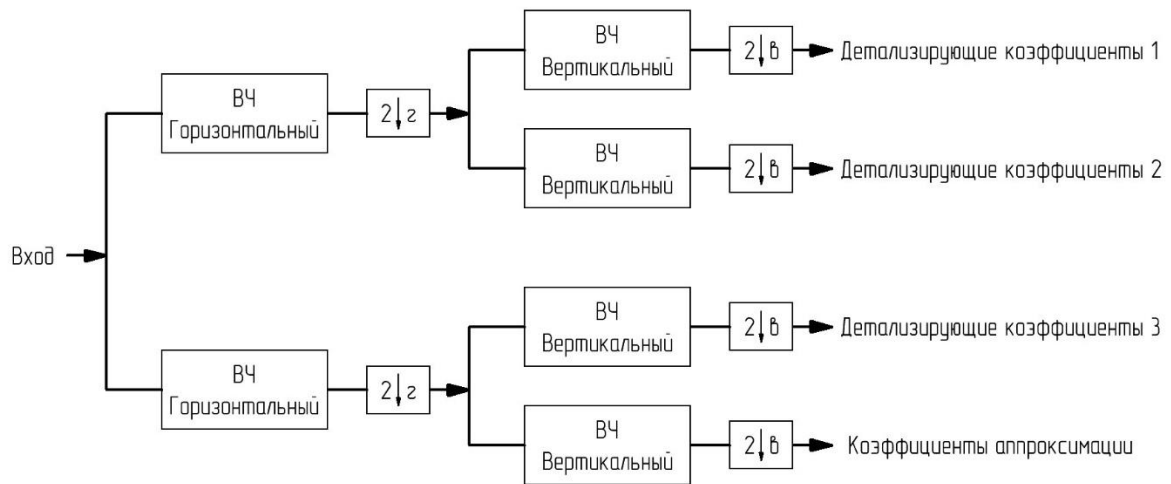 ВЧ
Вертикальный
2↓в
Детализирующие коэффициенты 1
ВЧ
Горизонтальный
2↓г
ВЧ
Вертикальный
2↓в
Детализирующие коэффициенты 2
Вход
ВЧ
Вертикальный
2↓в
Детализирующие коэффициенты 3
ВЧ
Горизонтальный
2↓г
ВЧ
Вертикальный
2↓в
Коэффициенты аппроксимации